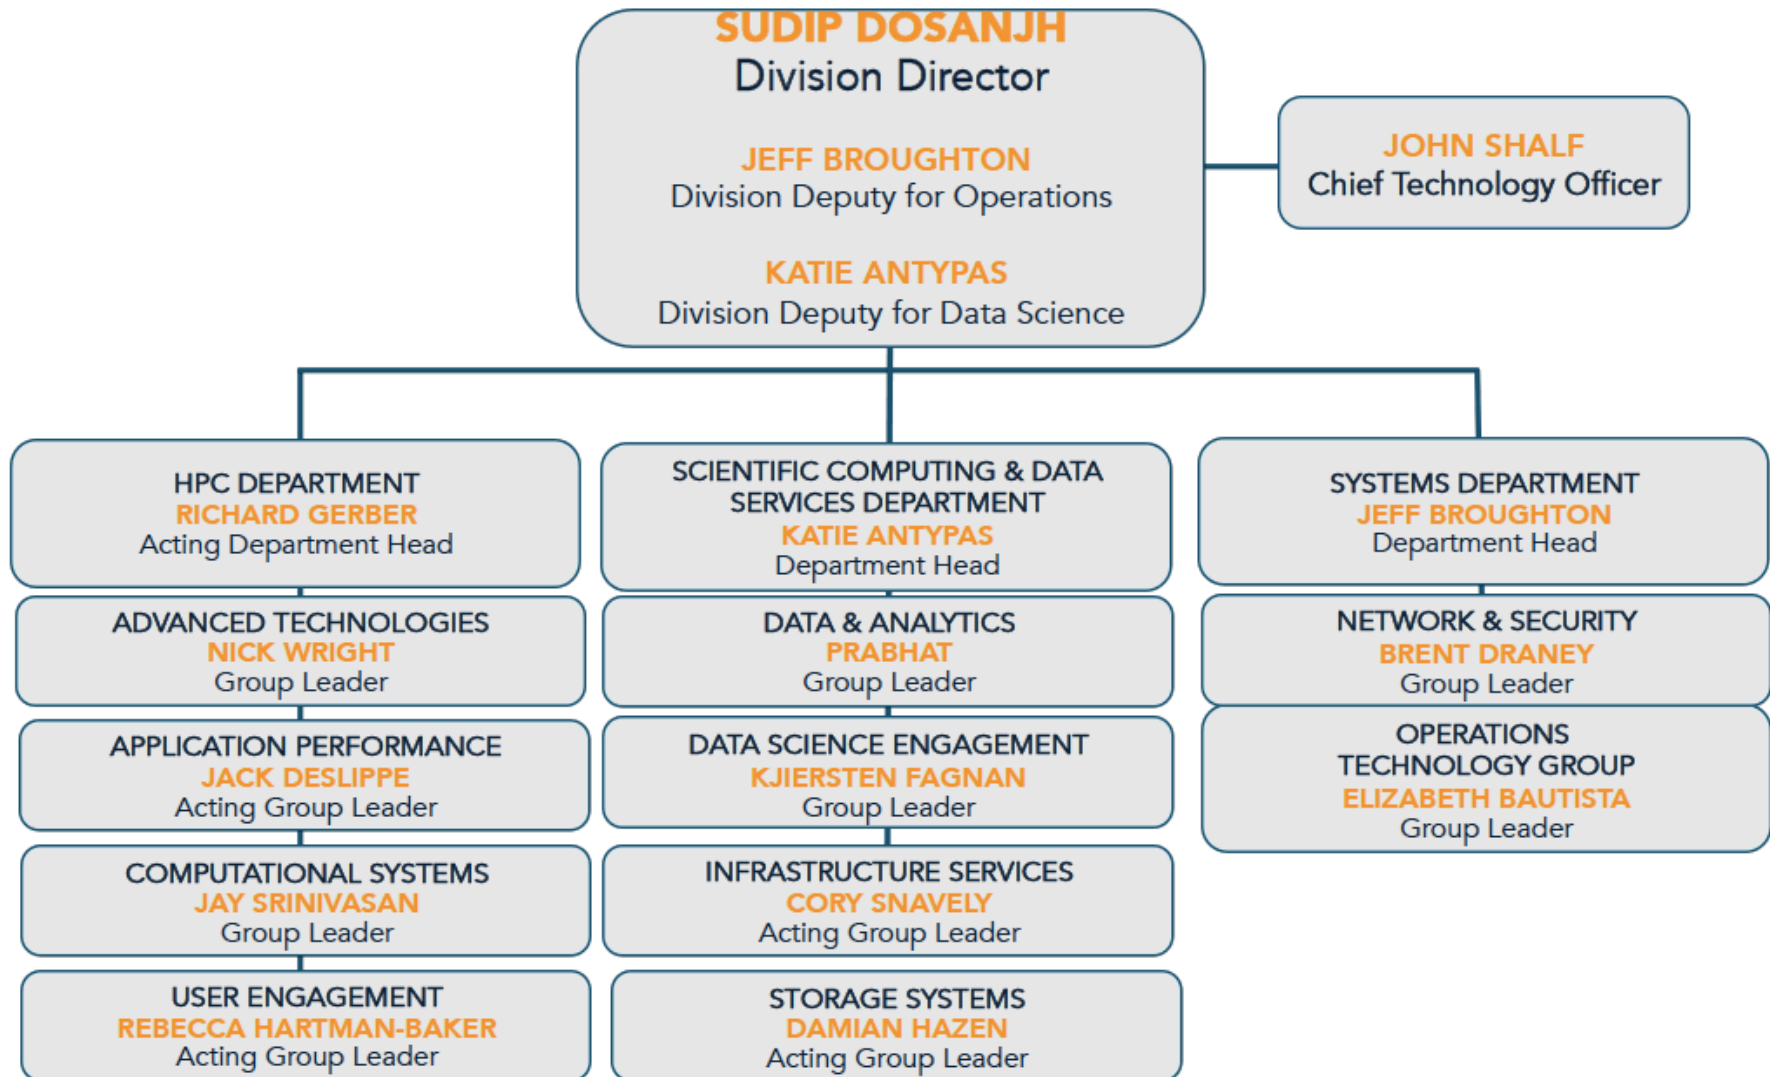 SUDIP DOSANJH
Division Director
JEFF BROUGHTON
Division Deputy for Operations
KATIE ANTYPAS
Division Deputy for Data Science
JOHN SHALF
Chief Technology Officer
HPC DEPARTMENT
RICHARD GERBER
Acting Department Head
ADVANCED TECHNOLOGIES
NICK WRIGHT
Group Leader
APPLICATION PERFORMANCE
JACK DESLIPPE
Acting Group Leader
COMPUTATIONAL SYSTEMS
JAY SRINIVASAN
Group Leader
USER ENGAGEMENT
REBECCA HARTMAN-BAKER
Acting Group Leader
SCIENTIFIC COMPUTING & DATA
SERVICES DEPARTMENT
KATIE ANTYPAS
Department Head
DATA & ANALYTICS
PRABHAT
Group Leader
DATA SCIENCE ENGAGEMENT
KJIERSTEN FAGNAN
Group Leader
INFRASTRUCTURE SERVICES
CORY SNAVELY
Acting Group Leader
STORAGE SYSTEMS
DAMIAN HAZEN
Acting Group Leader
SYSTEMS DEPARTMENT
JEFF BROUGHTON
Department Head
NETWORK & SECURITY
BRENT DRANEY
Group Leader
OPERATIONS
TECHNOLOGY GROUP
ELIZABETH BAUTISTA
Group Leader